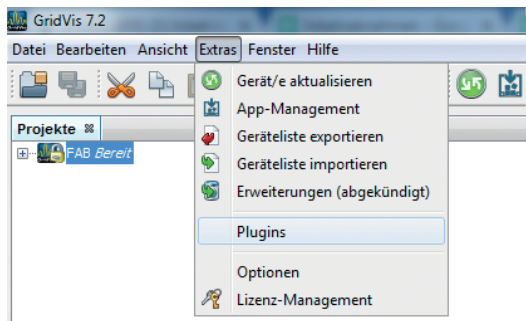 GridVis 7.2
Datei Bearbeiten Ansicht Extras Fenster Hilfe
Projekte
FAB Bereit
Gerät/e aktualisieren
App-Management
Geräteliste exportieren
Geräteliste importieren
Erweiterungen (abgekündigt)
Plugins
Optionen
Lizenz-Management